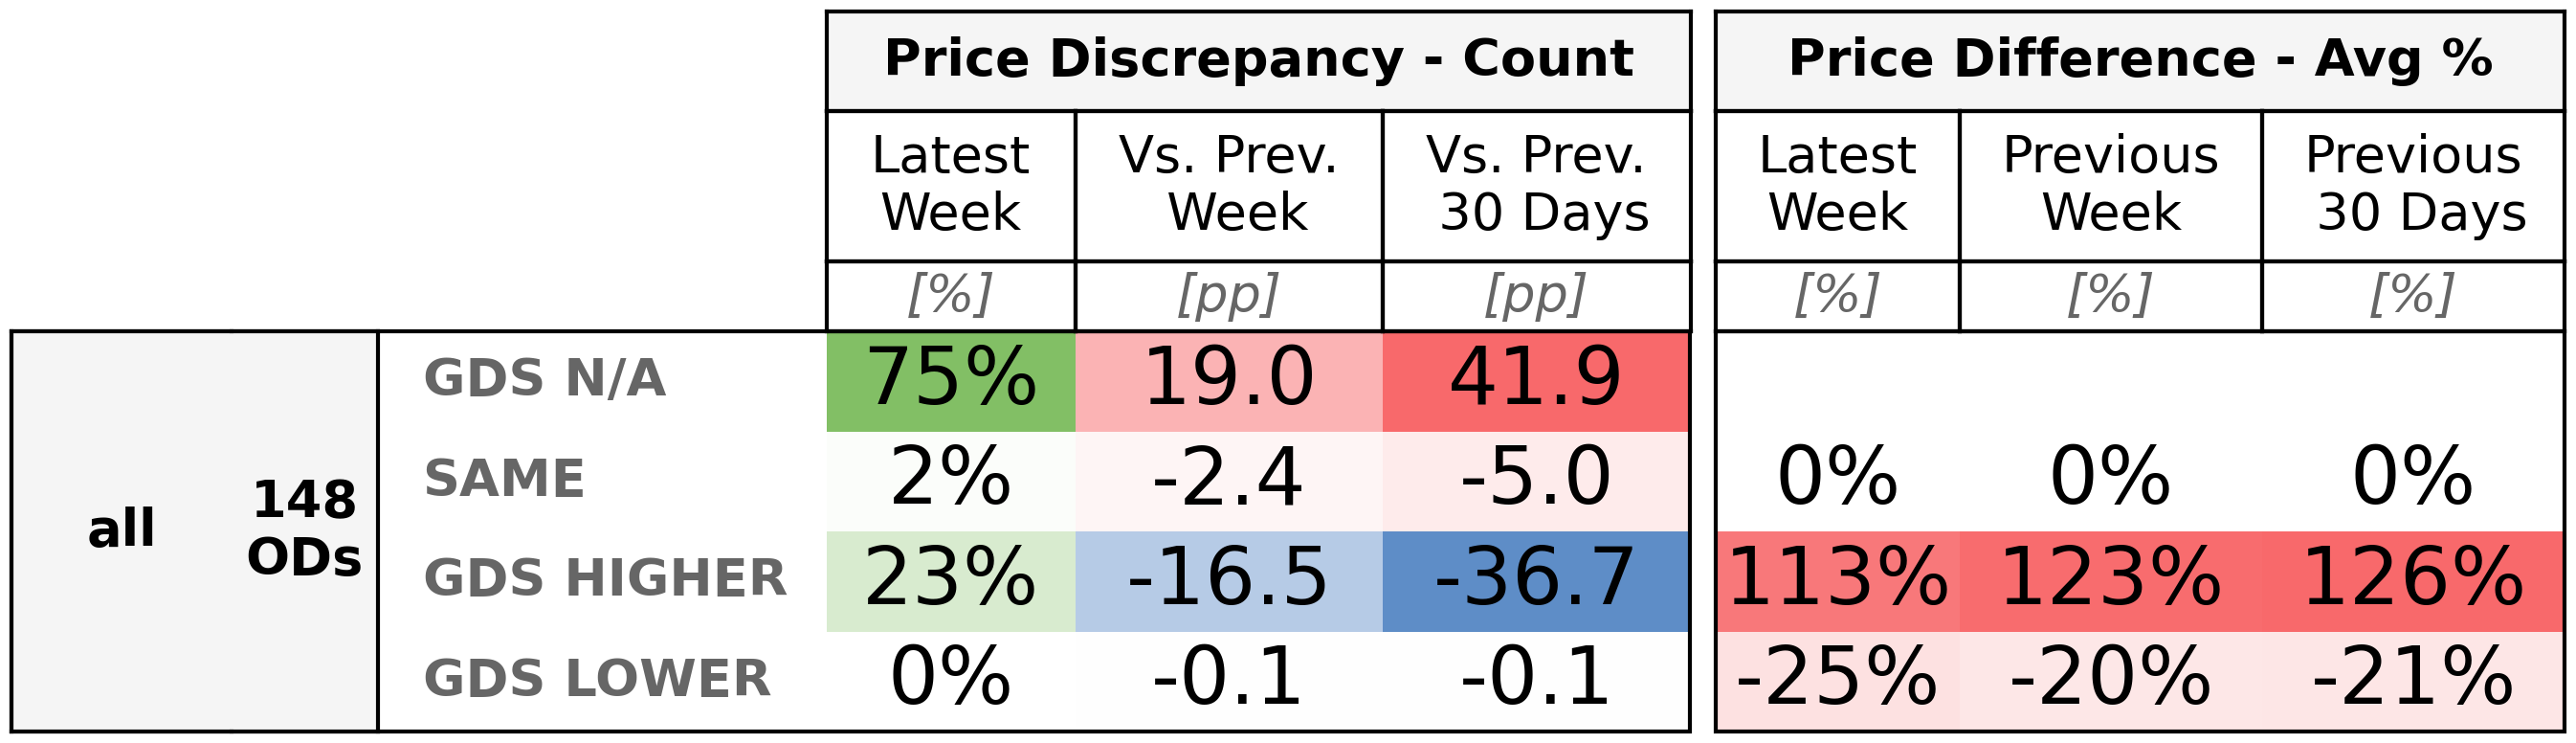 Price Discrepancy - Count Price Difference - Avg %
Latest Week Vs. Prev. Week Vs. Prev. 30 Days Latest Week Previous Week Previous 30 Days
[%] [pp] [pp] [%] [%] [%]
all 148 ODs
GDS N/A 75% 19.0 41.9
SAME 2% -2.4 -5.0 0% 0% 0%
GDS HIGHER 23% -16.5 -36.7 113% 123% 126%
GDS LOWER 0% -0.1 -0.1 -25% -20% -21%